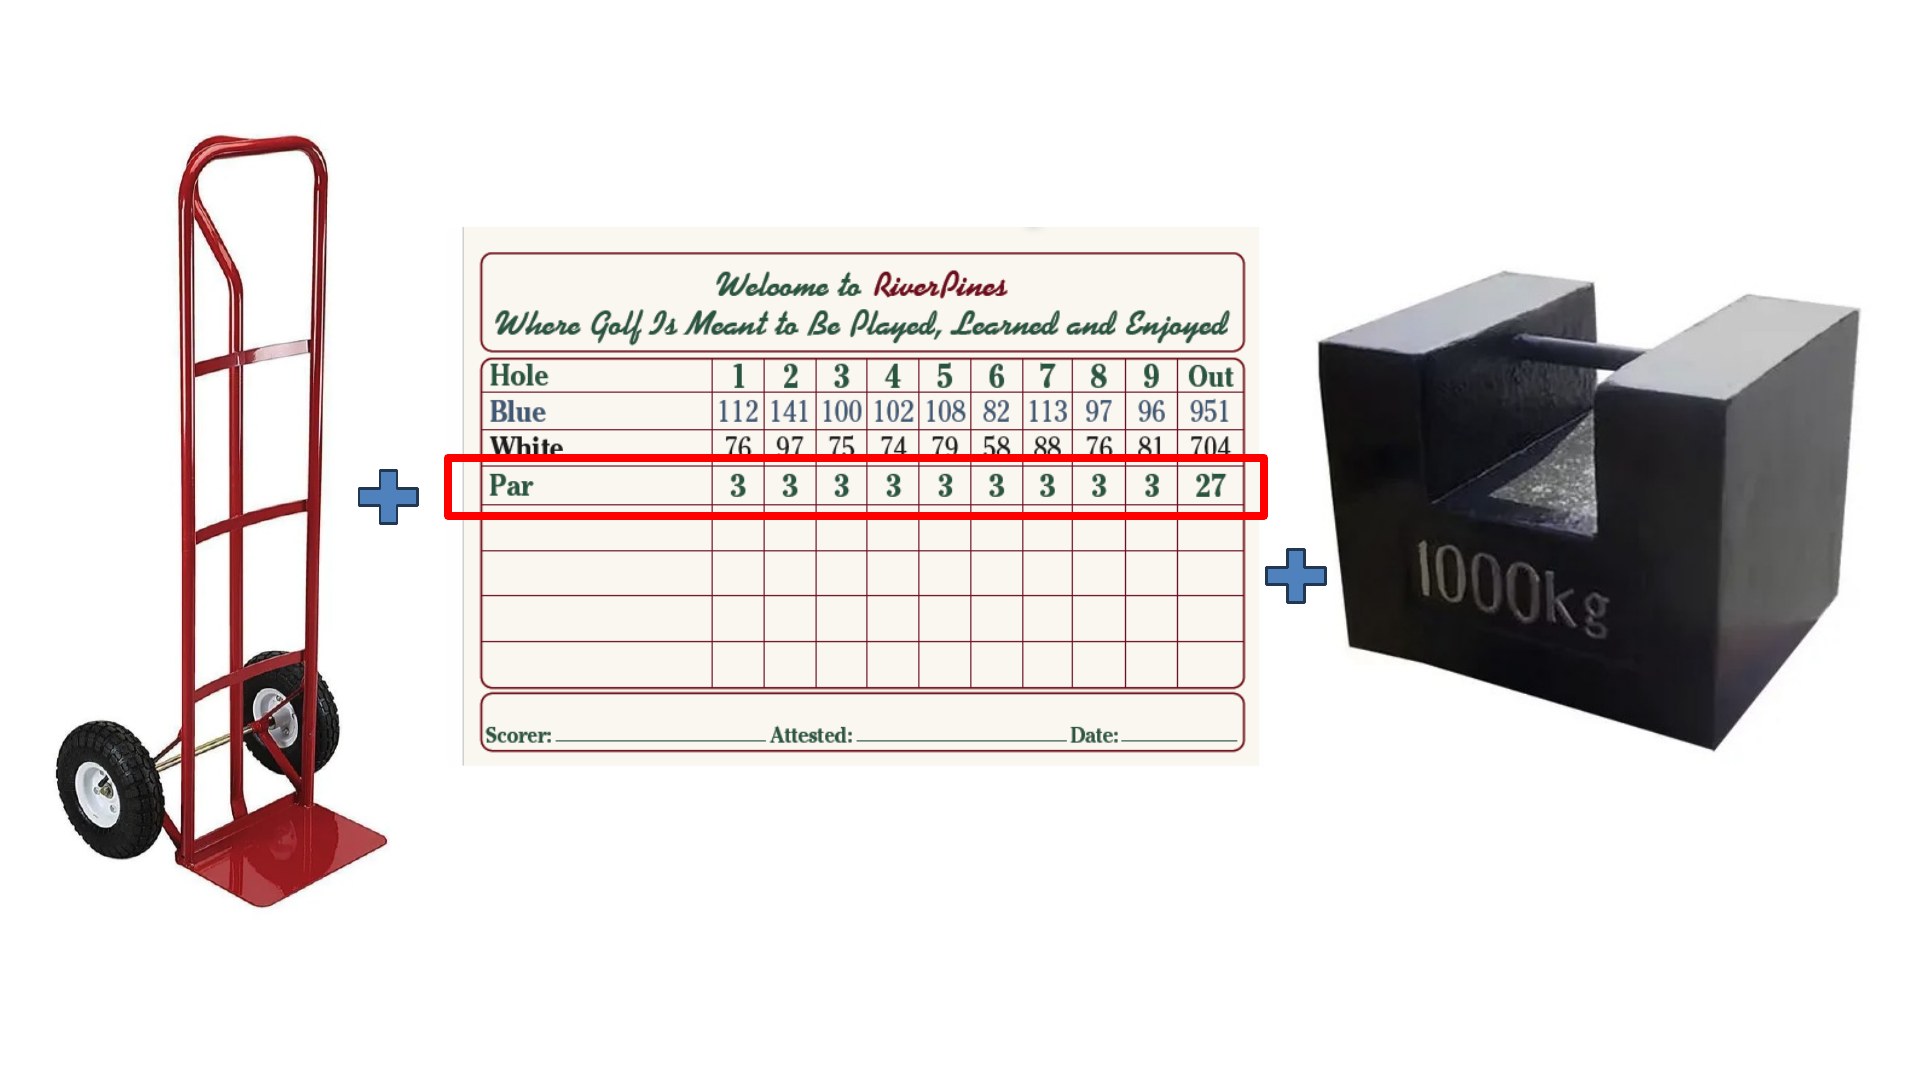 Welcome to RiverPines
Where Golf Is Meant to Be Played, Learned and Enjoyed
Hole 1 2 3 4 5 6 7 8 9 Out
Blue 112 141 100 102 108 82 113 97 96 951
White 76 97 75 74 79 58 88 76 81 704
Par 3 3 3 3 3 3 3 3 3 27
Scorer: Attested: Date:
1000kg